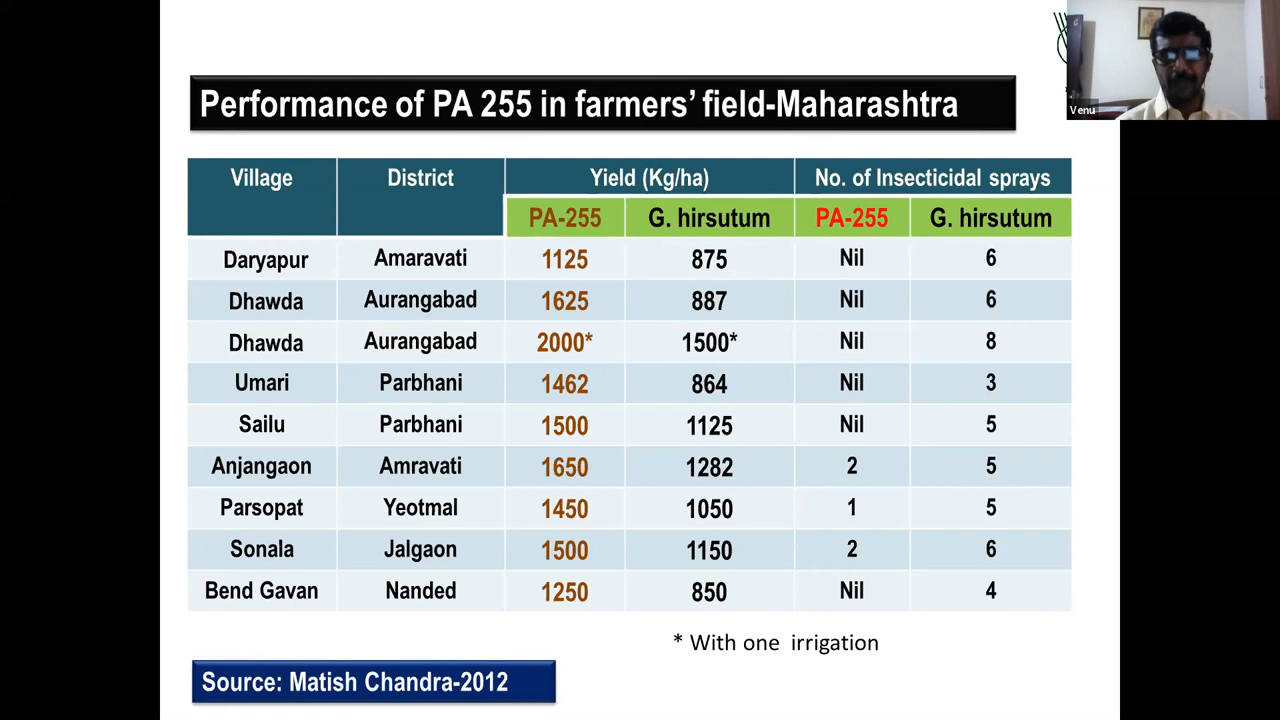 Performance of PA 255 in farmers’ field-Maharashtra
Venu
Village District Yield (Kg/ha) No. of Insecticidal sprays
PA-255 G. hirsutum PA-255 G. hirsutum
Daryapur Amaravati 1125 875 Nil 6
Dhawda Aurangabad 1625 887 Nil 6
Dhawda Aurangabad 2000* 1500* Nil 8
Umari Parbhani 1462 864 Nil 3
Sailu Parbhani 1500 1125 Nil 5
Anjangaon Amravati 1650 1282 2 5
Parsopat Yeotmal 1450 1050 1 5
Sonala Jalgaon 1500 1150 2 6
Bend Gavan Nanded 1250 850 Nil 4
* With one irrigation
Source: Matish Chandra-2012